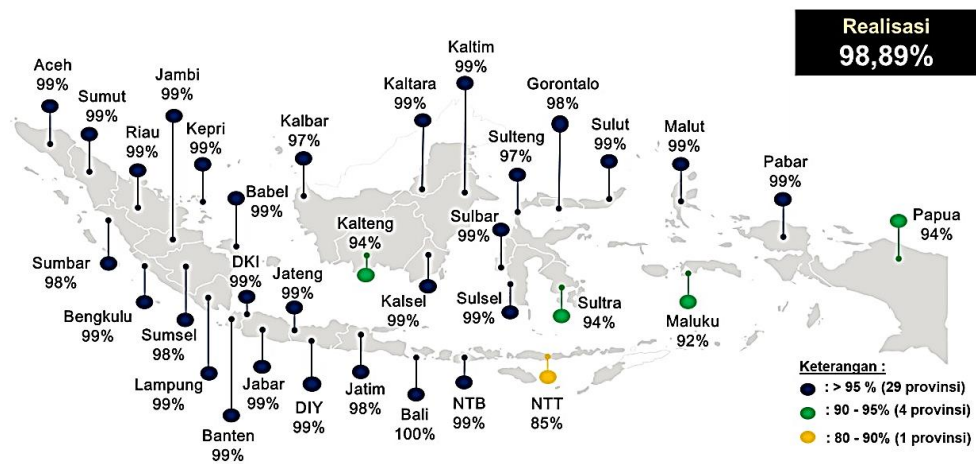 Realisasi
98,89%
Aceh
99%
Sumut
99%
Jambi
99%
Riau
99%
Kepri
99%
Kalbar
97%
Kaltara
99%
Kaltim
99%
Gorontalo
98%
Sulteng
97%
Sulut
99%
Malut
99%
Pabar
99%
Papua
94%
Babel
99%
Kalteng
94%
Sulbar
99%
Sumbar
98%
DKI
99%
Jateng
99%
Bengkulu
99%
Sumsel
98%
Kalsel
99%
Sulsel
99%
Sultra
94%
Maluku
92%
Lampung
99%
Jabar
99%
DIY
99%
Jatim
98%
Bali
100%
NTB
99%
NTT
85%
Banten
99%
Keterangan :
: > 95 % (29 provinsi)
: 90 - 95% (4 provinsi)
: 80 - 90% (1 provinsi)